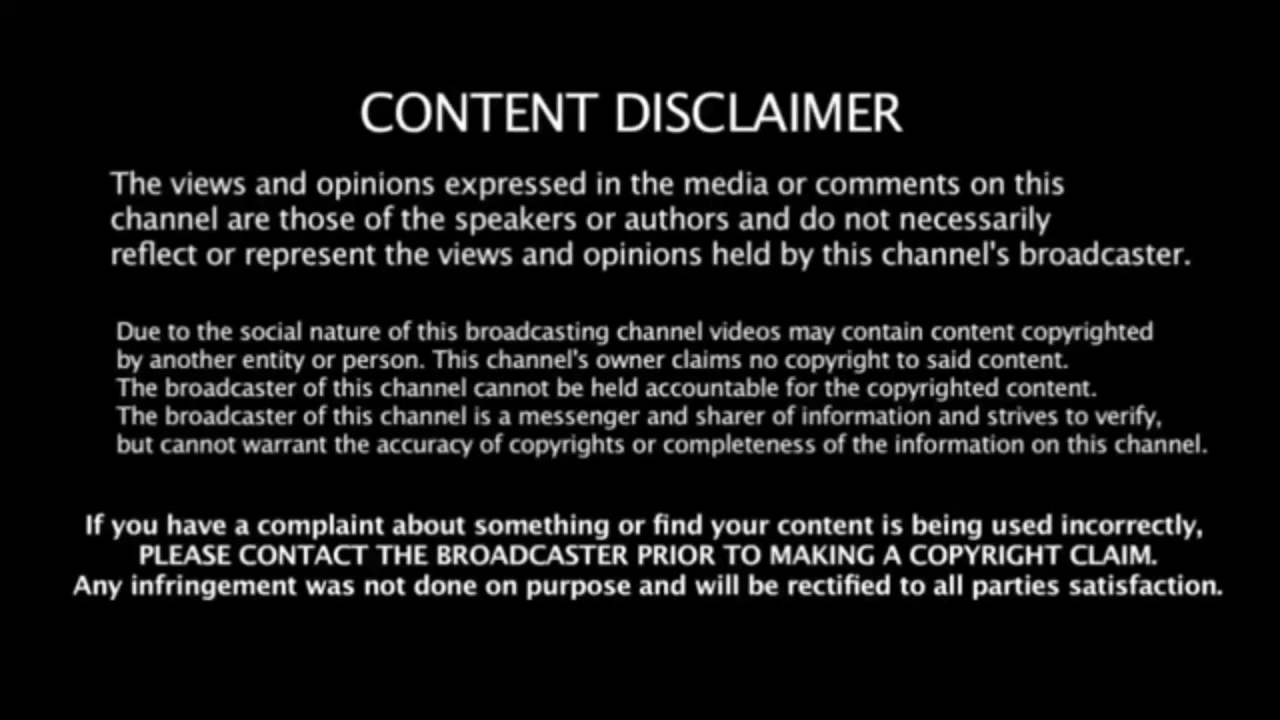 CONTENT DISCLAIMER
The views and opinions expressed in the media or comments on this
channel are those of the speakers or authors and do not necessarily
reflect or represent the views and opinions held by this channel's broadcaster.
Due to the social nature of this broadcasting channel videos may contain content copyrighted
by another entity or person. This channel's owner claims no copyright to said content.
The broadcaster of this channel cannot be held accountable for the copyrighted content.
The broadcaster of this channel is a messenger and sharer of information and strives to verify,
but cannot warrant the accuracy of copyrights or completeness of the information on this channel.
If you have a complaint about something or find your content is being used incorrectly,
PLEASE CONTACT THE BROADCASTER PRIOR TO MAKING A COPYRIGHT CLAIM.
Any infringement was not done on purpose and will be rectified to all parties satisfaction.